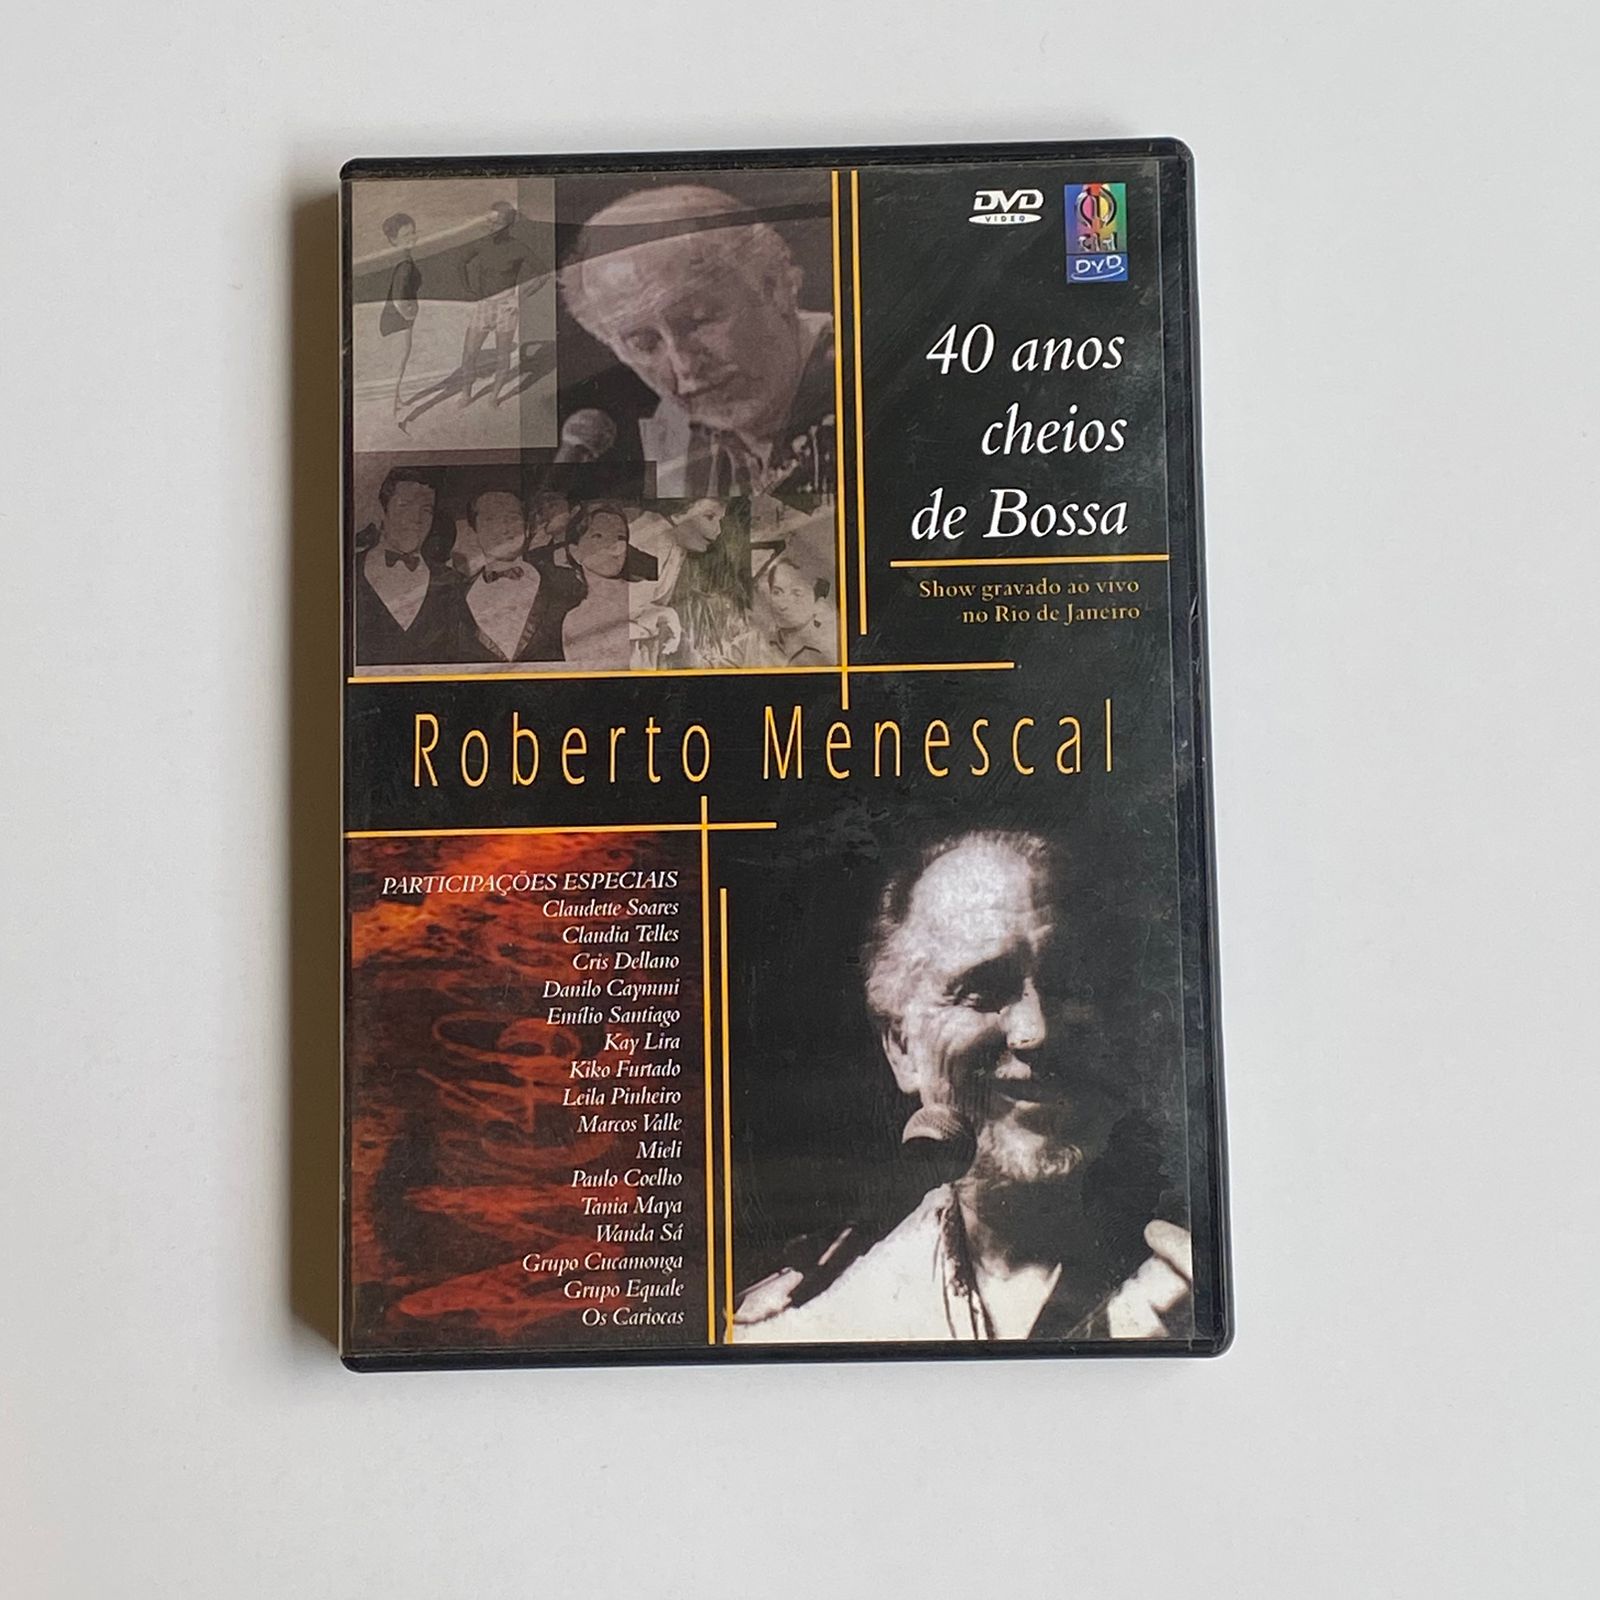 DVD
VIDEO
DVD
40 anos
cheios
de Bossa
Show gravado ao vivo
no Rio de Janeiro
Roberto Menescal
PARTICIPAÇÕES ESPECIAIS
Claudette Soares
Claudia Telles
Cris Dellano
Danilo Caymmi
Emílio Santiago
Kay Lira
Kiko Furtado
Leila Pinheiro
Marcos Valle
Mieli
Paulo Coelho
Tania Maya
Wanda Sá
Grupo Cucamonga
Grupo Equale
Os Cariocas